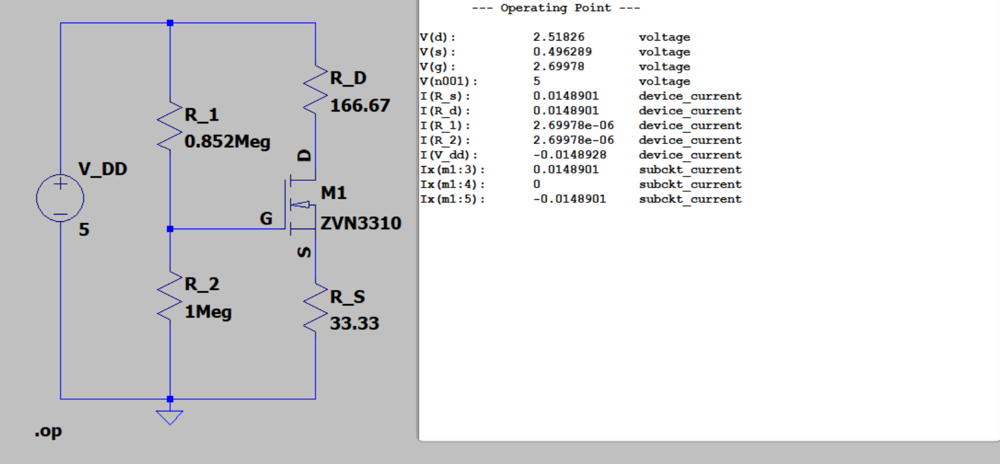 V_DD
5
R_1
0.852Meg
R_2
1Meg
R_D
166.67
D
M1
G
ZVN3310
S
R_S
33.33
.op
--- Operating Point ---
V(d): 2.51826 voltage
V(s): 0.496289 voltage
V(g): 2.69978 voltage
V(n001): 5 voltage
I(R_s): 0.0148901 device_current
I(R_d): 0.0148901 device_current
I(R_1): 2.69978e-06 device_current
I(R_2): 2.69978e-06 device_current
I(V_dd): -0.0148928 device_current
Ix(m1:3): 0.0148901 subckt_current
Ix(m1:4): 0 subckt_current
Ix(m1:5): -0.0148901 subckt_current